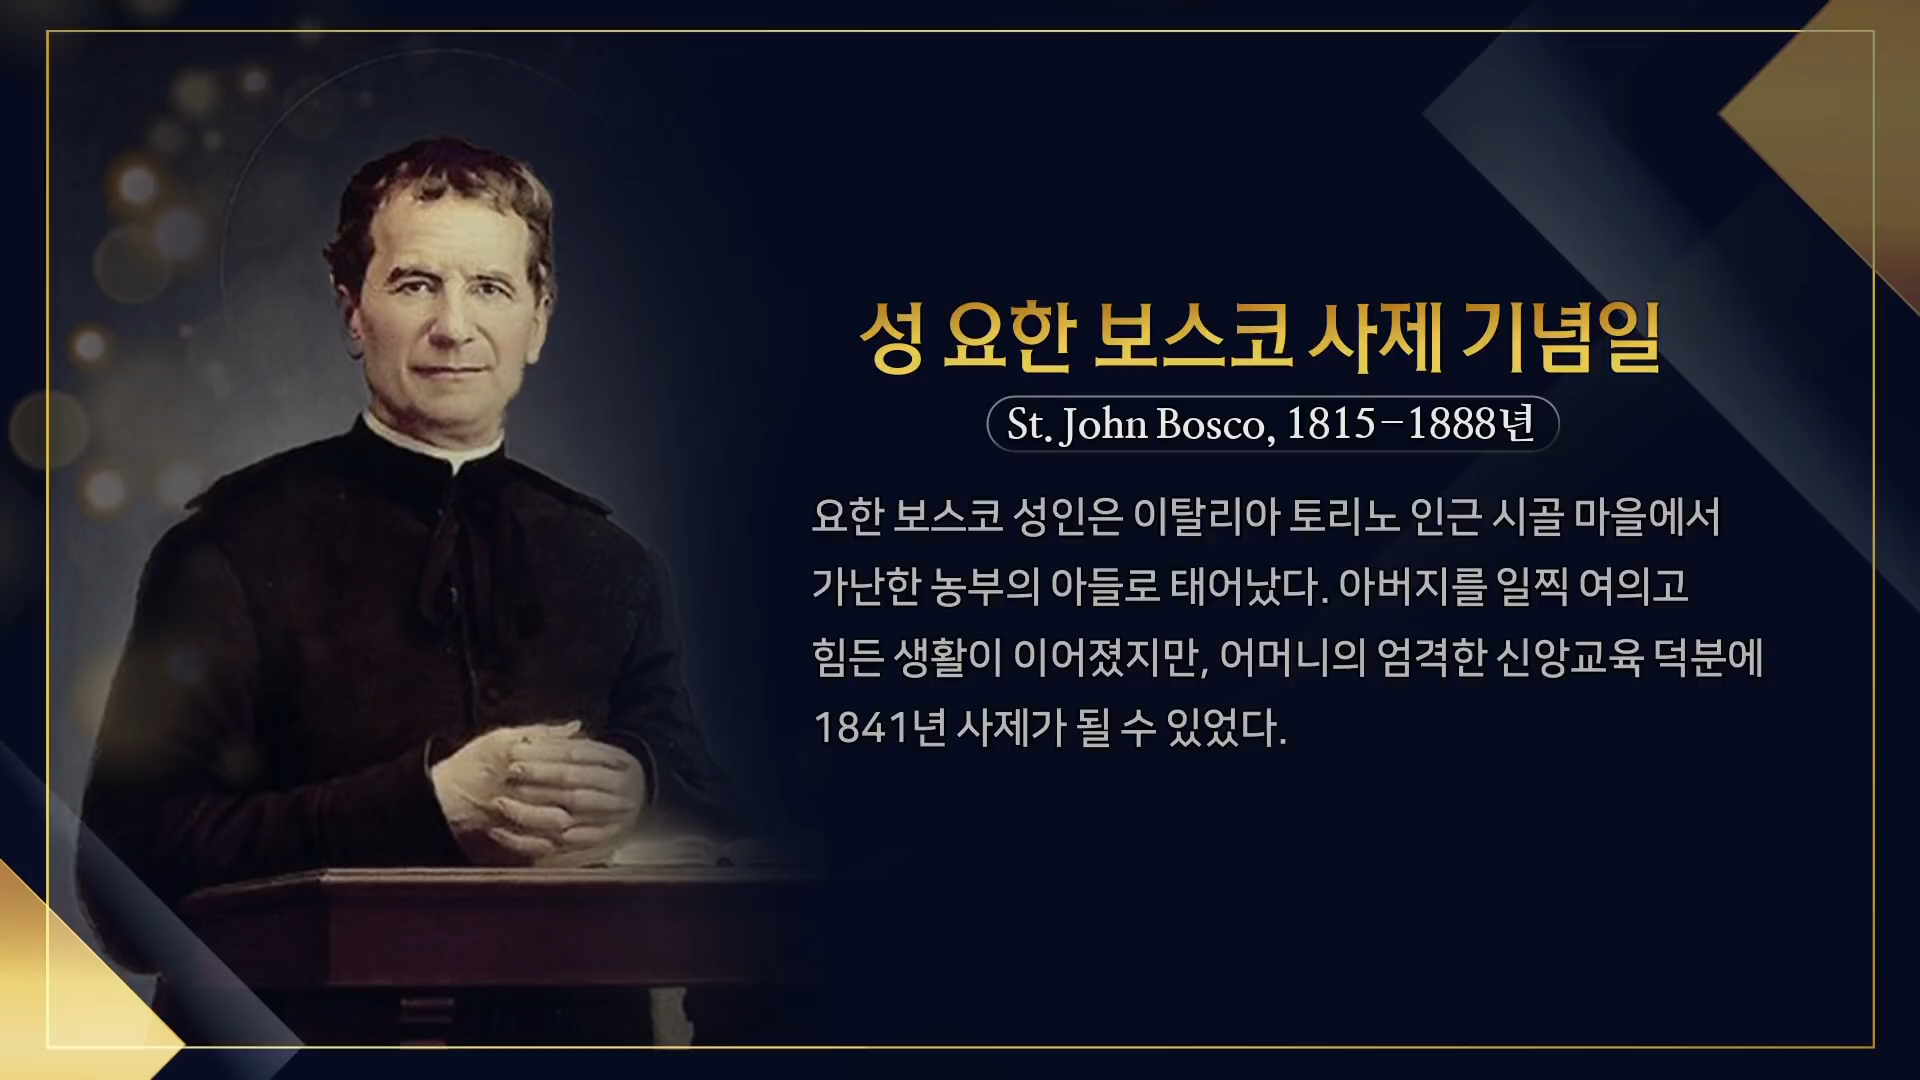 성 요한 보스코 사제 기념일
St. John Bosco, 1815-1888년
요한 보스코 성인은 이탈리아 토리노 인근 시골 마을에서
가난한 농부의 아들로 태어났다. 아버지를 일찍 여의고
힘든 생활이 이어졌지만, 어머니의 엄격한 신앙교육 덕분에
1841년 사제가 될 수 있었다.